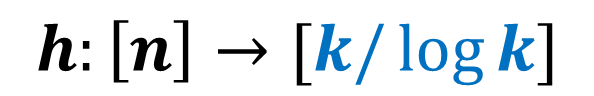 h: [n] → [k/ log k]